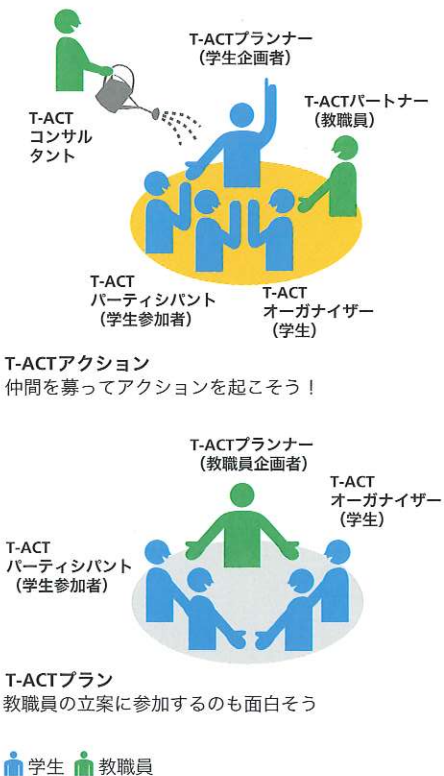 T-ACTプランナー
（学生企画者）
T-ACTパートナー
（教職員）
T-ACT
コンサル
タント
T-ACT
パーティシパント
（学生参加者）
T-ACT
オーガナイザー
（学生）
T-ACTアクション
仲間を募ってアクションを起こそう！
T-ACTプランナー
（教職員企画者）
T-ACT
オーガナイザー
（学生）
T-ACT
パーティシパント
（学生参加者）
T-ACTプラン
教職員の立案に参加するのも面白そう
学生 教職員